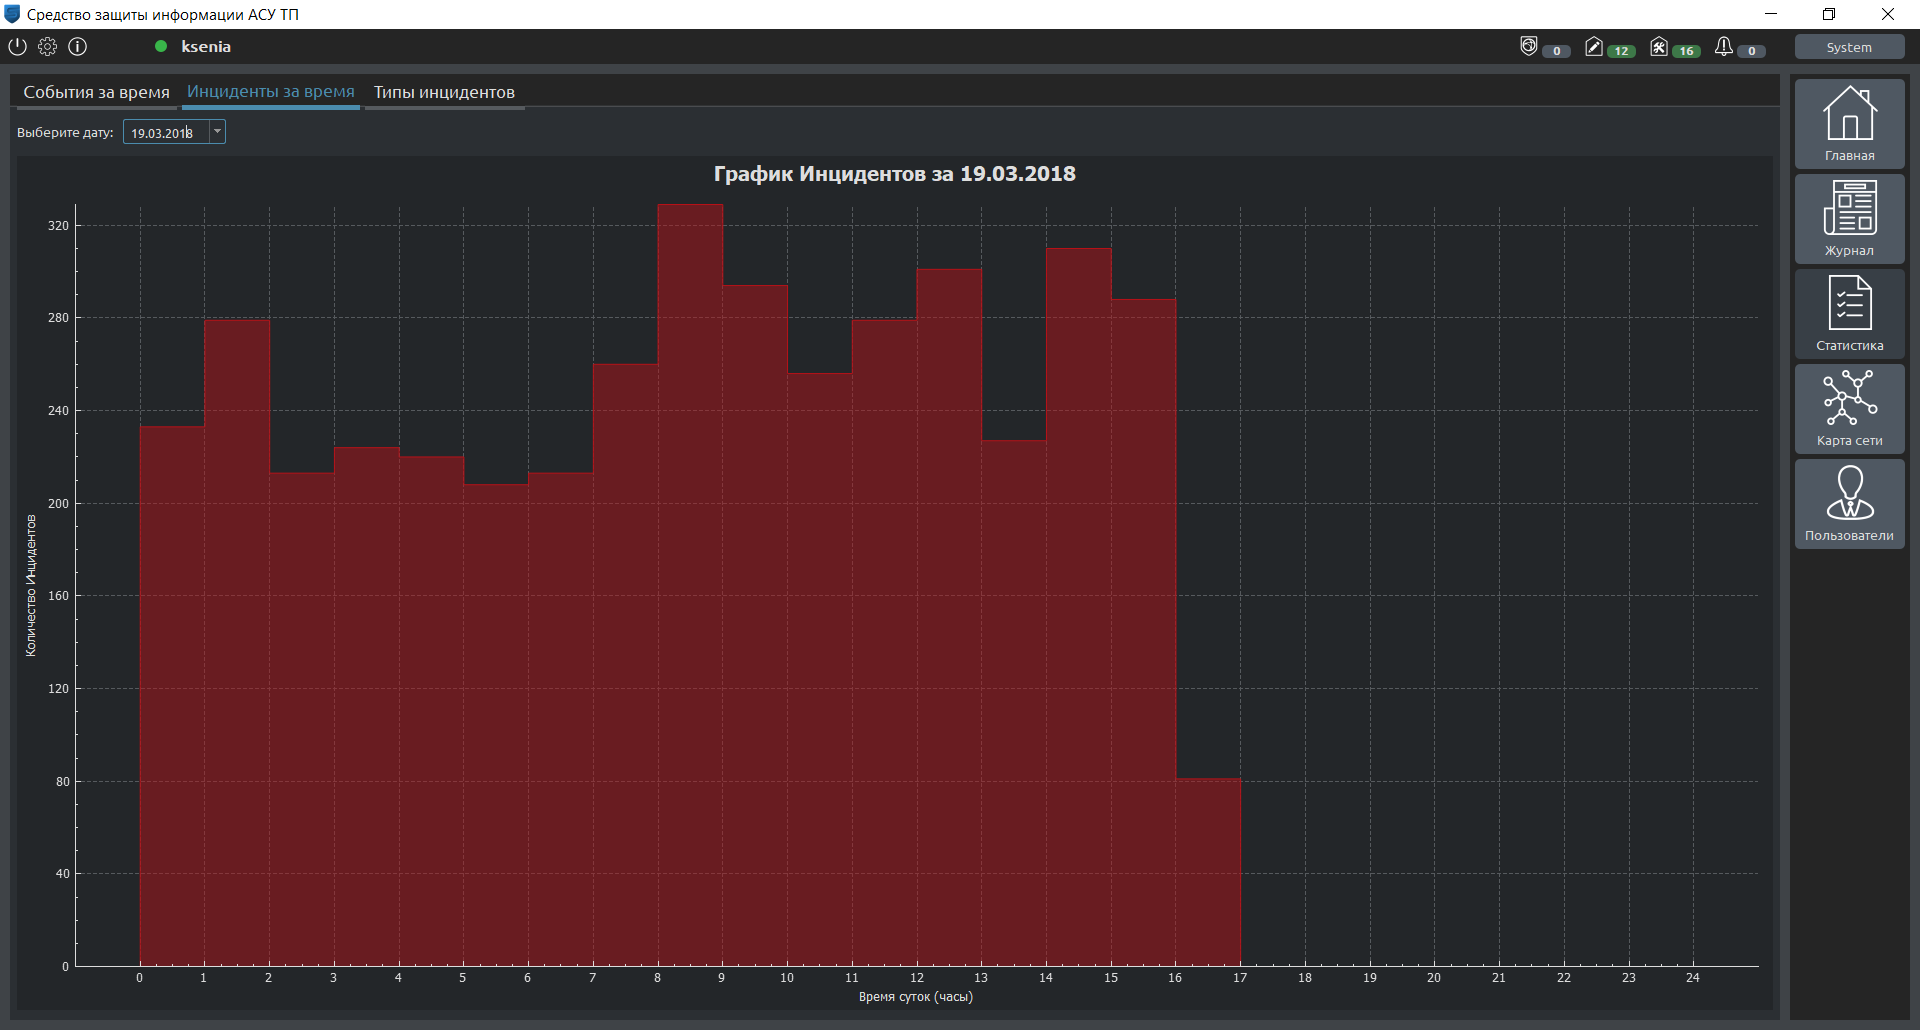 Средство защиты информации АСУ ТП
ksenia
0
12
16
0
System
События за время
Инциденты за время
Типы инцидентов
Выберите дату:
19.03.2018
График Инцидентов за 19.03.2018
320
280
240
200
160
120
80
40
0
Количество Инцидентов
0 1 2 3 4 5 6 7 8 9 10 11 12 13 14 15 16 17 18 19 20 21 22 23 24
Время суток (часы)
Главная
Журнал
Статистика
Карта сети
Пользователи